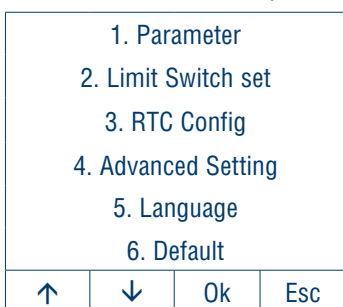 1. Parameter
2. Limit Switch set
3. RTC Config
4. Advanced Setting
5. Language
6. Default
↑ ↓ Ok Esc